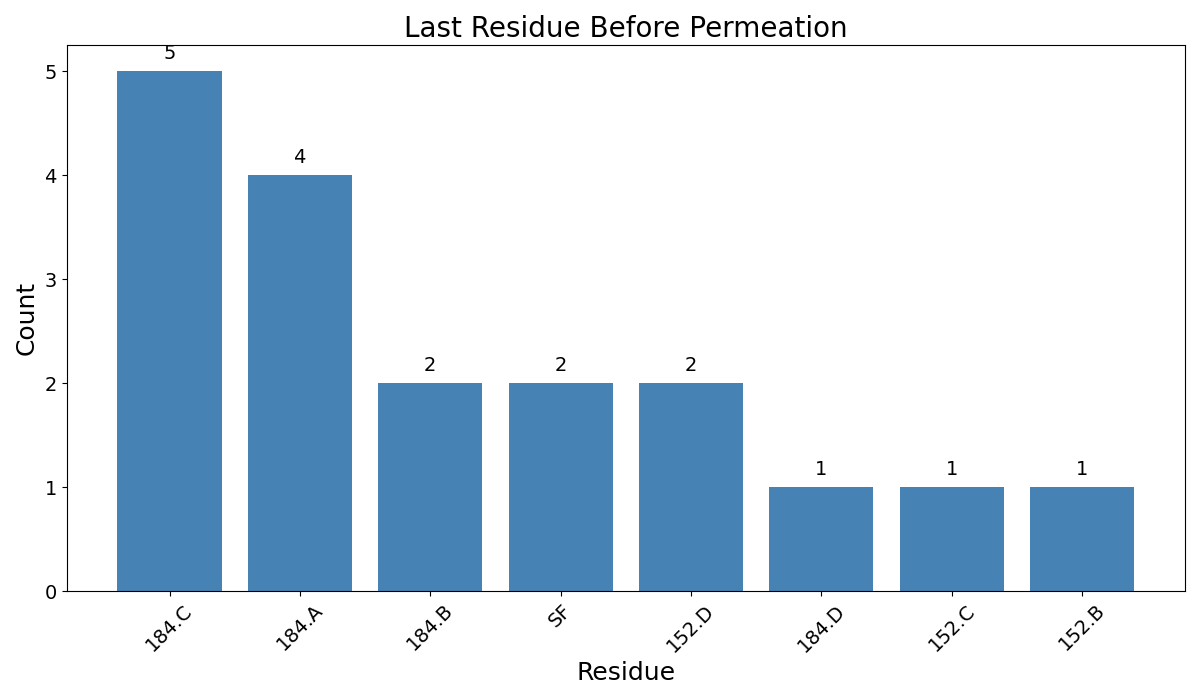 Last Residue Before Permeation
Count
5
4
3
2
1
0
5
4
2
2
2
1
1
1
184.C
184.A
184.B
SF
152.D
184.D
152.C
152.B
Residue